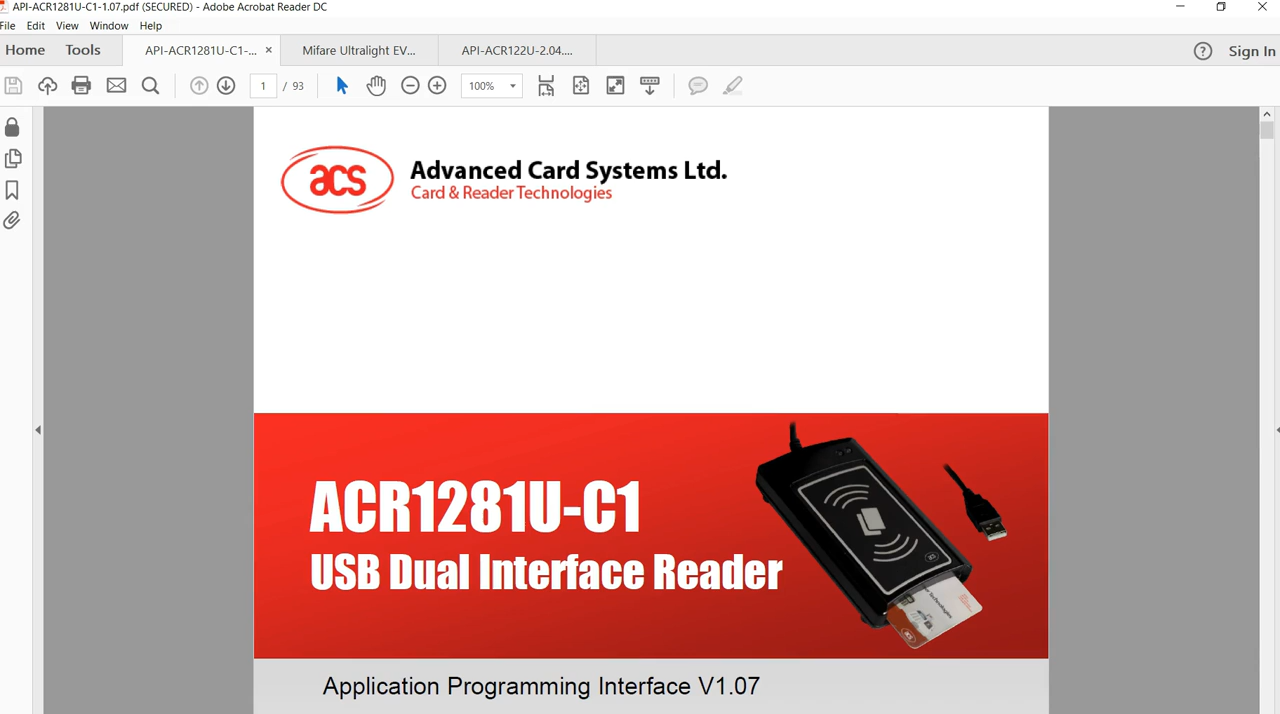 API-ACR1281U-C1-1.07.pdf (SECURED) - Adobe Acrobat Reader DC
File Edit View Window Help
Home Tools API-ACR1281U-C1-... × Mifare Ultralight EV... API-ACR122U-2.04.... ? Sign In
1 / 93 100%
acs
Advanced Card Systems Ltd.
Card & Reader Technologies
ACR1281U-C1
USB Dual Interface Reader
Application Programming Interface V1.07